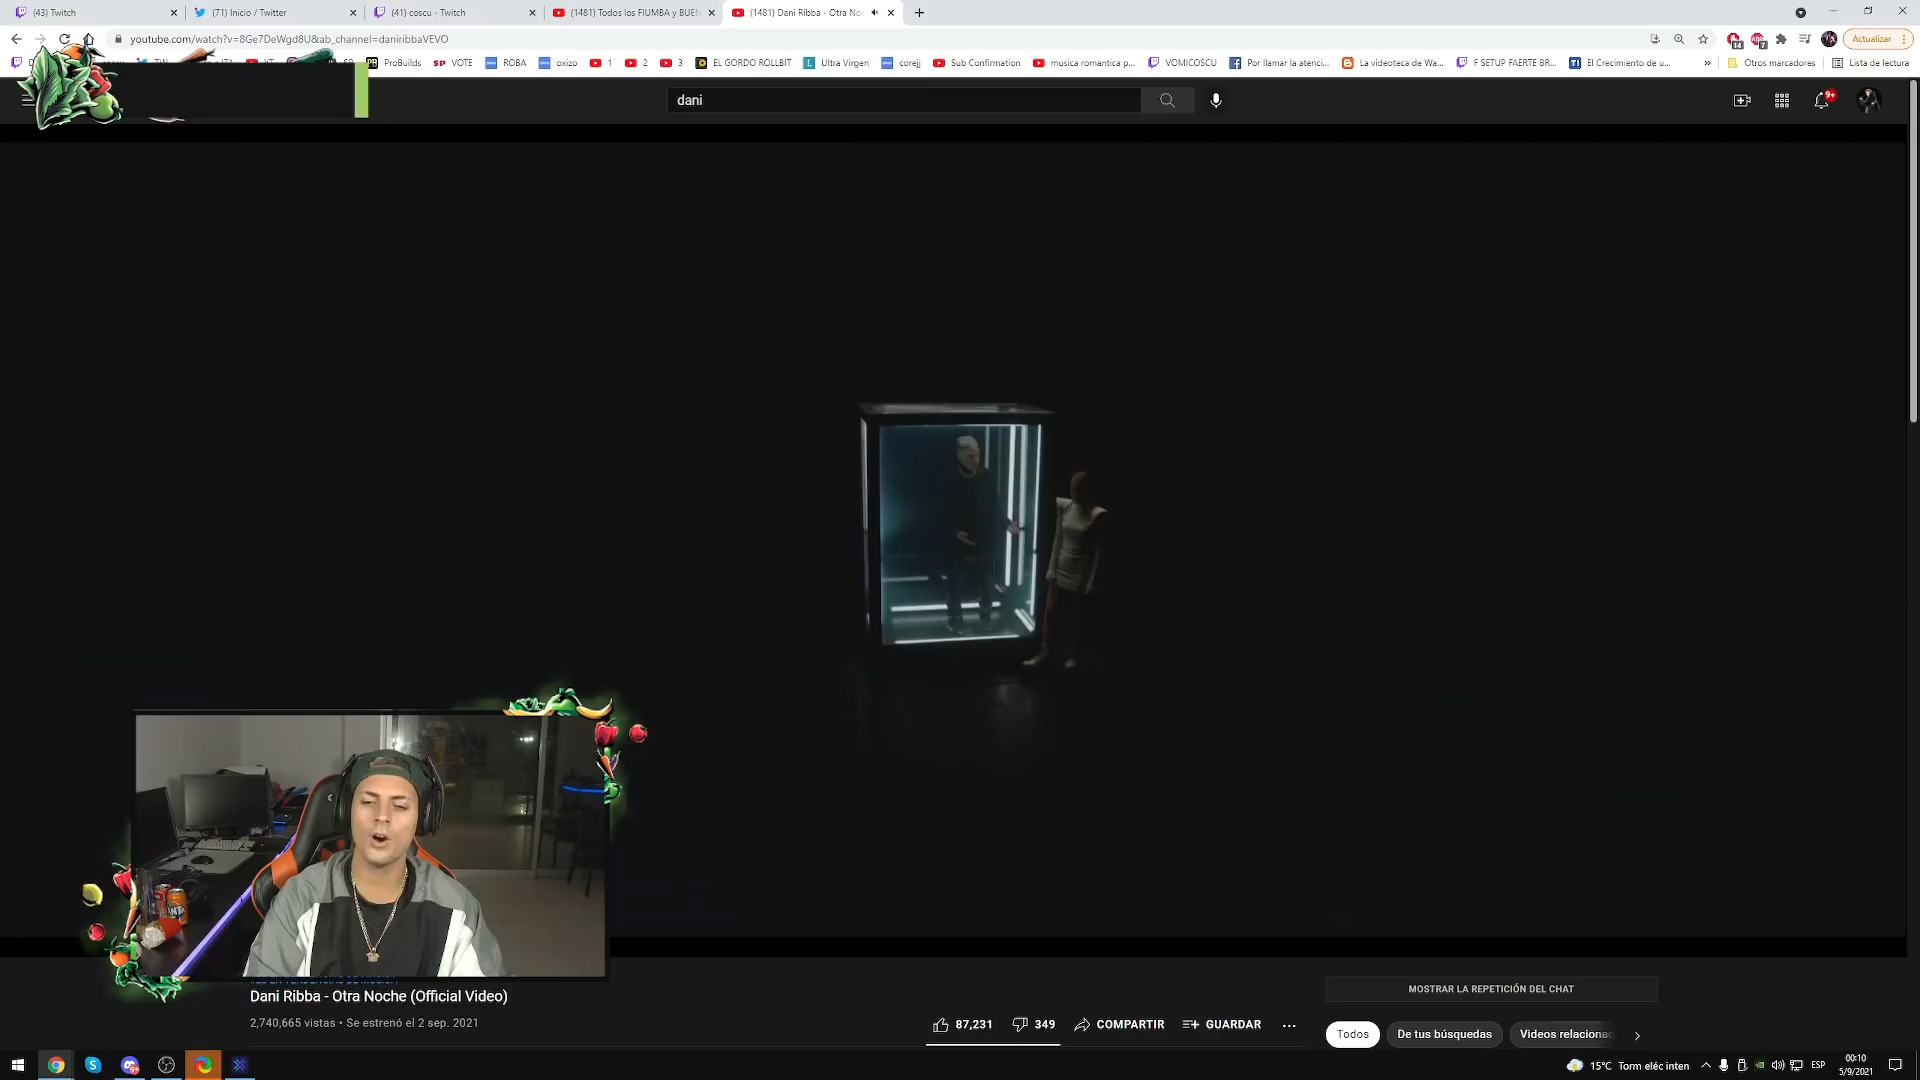 (43) Twitch
(71) Inicio / Twitter
(41) coscu - Twitch
(1481) Todos los FIUMBA y BUEN
(1481) Dani Ribba - Otra No
youtube.com/watch?v=8Ge7DeWgd8U&ab_channel=daniribbaVEVO
14
7
Actualizar
ProBuilds
VOTE
ROBA
oxizo
1
2
3
EL GORDO ROLLBIT
Ultra Virgen
corejj
Sub Confirmation
musica romantica p...
VOMICOSCU
Por llamar la atenci...
La videoteca de Wa...
F SETUP FAERTE BR...
El Crecimiento de u...
»
Otros marcadores
Lista de lectura
dani
9+
Dani Ribba - Otra Noche (Official Video)
2,740,665 vistas • Se estrenó el 2 sep. 2021
87,231
349
COMPARTIR
GUARDAR
MOSTRAR LA REPETICIÓN DEL CHAT
Todos
De tus búsquedas
Videos relaciona
15°C Torm eléc inten
ESP
00:10
5/9/2021